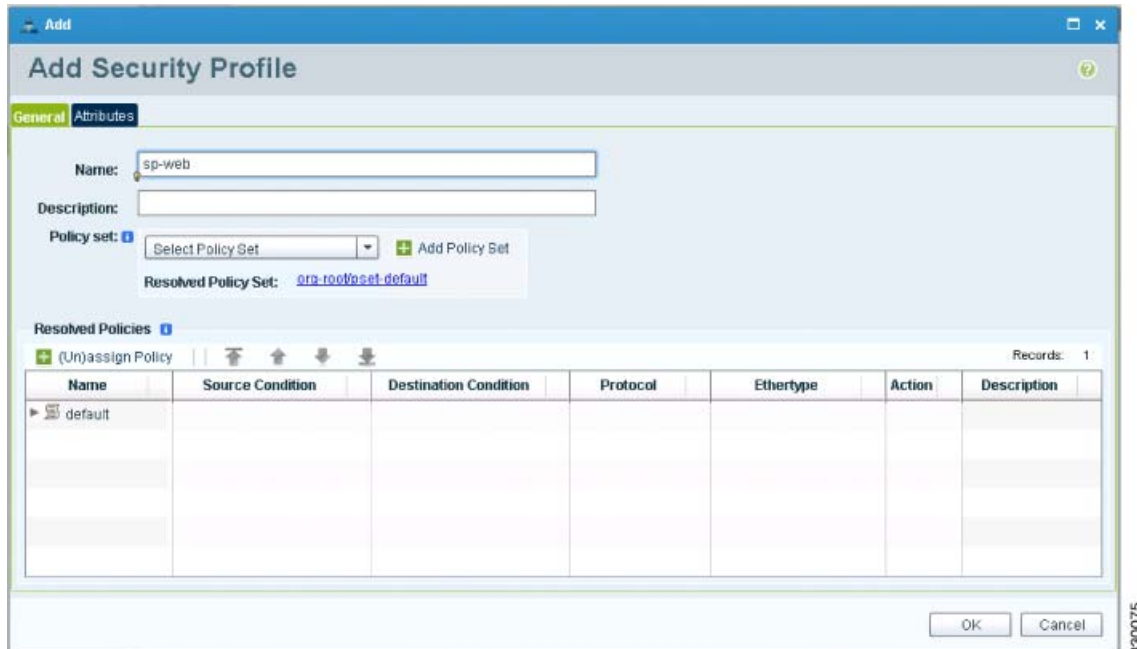 Add
Add Security Profile
General Attributes
Name: sp-web
Description:
Policy set: Select Policy Set Add Policy Set
Resolved Policy Set: org-root/pset-default
Resolved Policies
(Un)assign Policy Records: 1
Name Source Condition Destination Condition Protocol Ethertype Action Description
default
OK Cancel